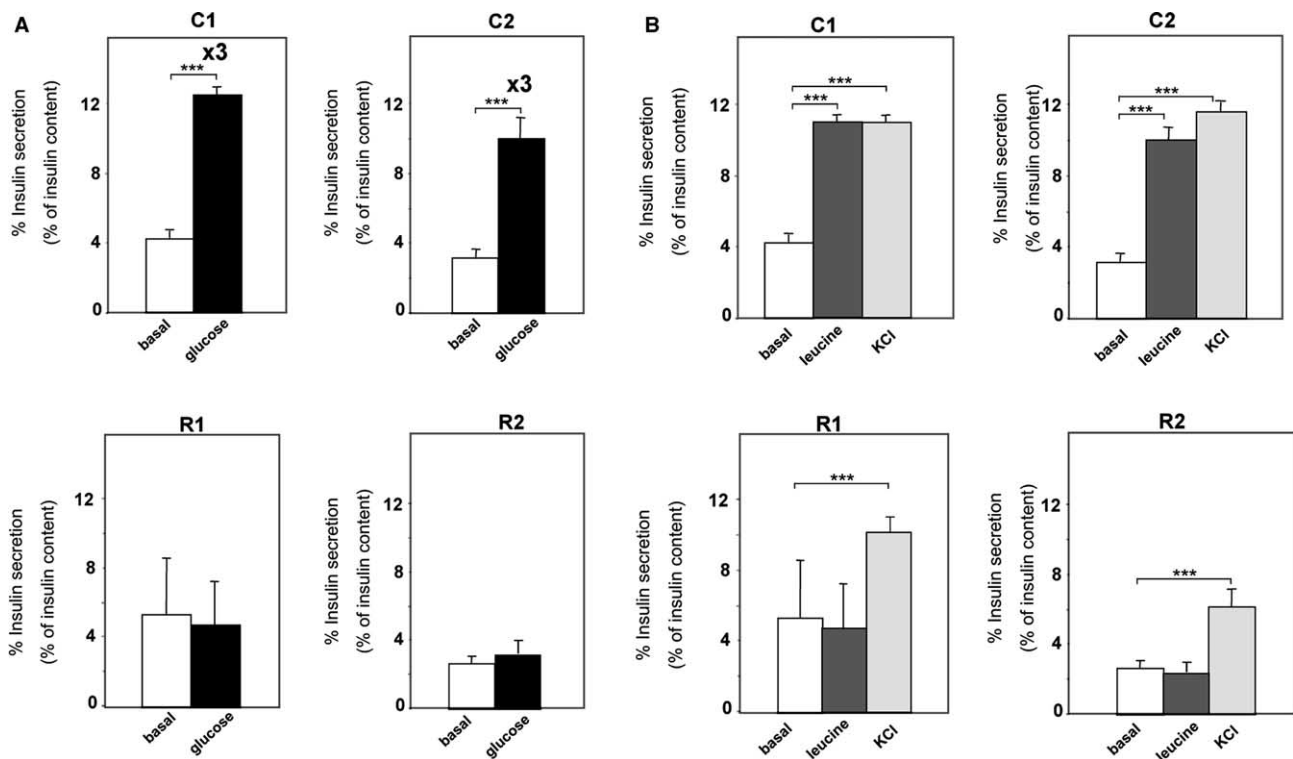 A
C1
% Insulin secretion
(% of insulin content)
12
8
4
0
x3
***
basal
glucose
C2
% Insulin secretion
(% of insulin content)
12
8
4
0
x3
***
basal
glucose
B
C1
% Insulin secretion
(% of insulin content)
12
8
4
0
***
***
basal
leucine
KCl
C2
% Insulin secretion
(% of insulin content)
12
8
4
0
***
***
basal
leucine
KCl
R1
% Insulin secretion
(% of insulin content)
12
8
4
0
basal
glucose
R2
% Insulin secretion
(% of insulin content)
12
8
4
0
basal
glucose
R1
% Insulin secretion
(% of insulin content)
12
8
4
0
***
basal
leucine
KCl
R2
% Insulin secretion
(% of insulin content)
12
8
4
0
***
basal
leucine
KCl